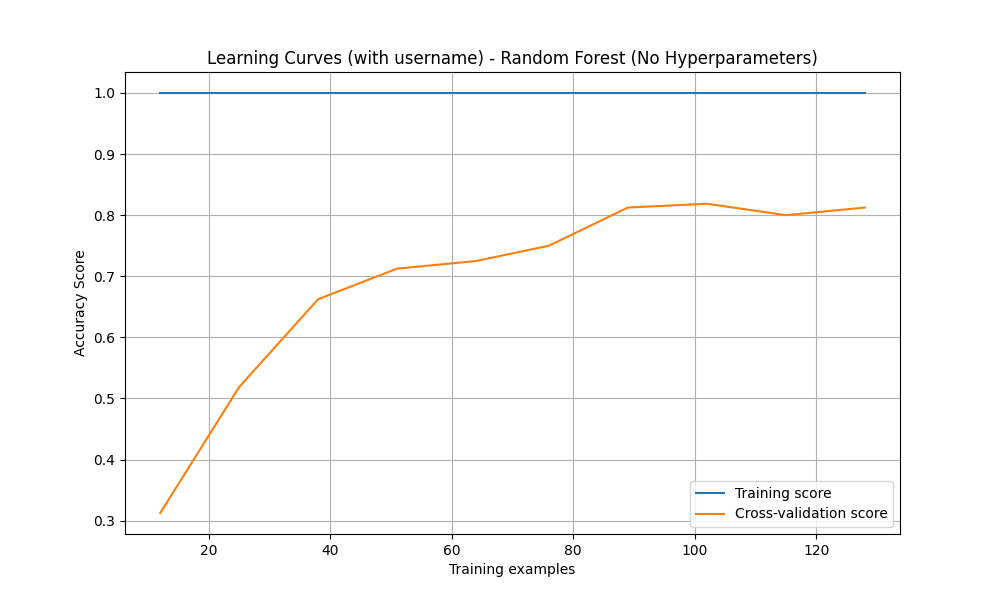 Learning Curves (with username) - Random Forest (No Hyperparameters)
1.0
0.9
0.8
0.7
0.6
0.5
0.4
0.3
Accuracy Score
Training score
Cross-validation score
20 40 60 80 100 120
Training examples